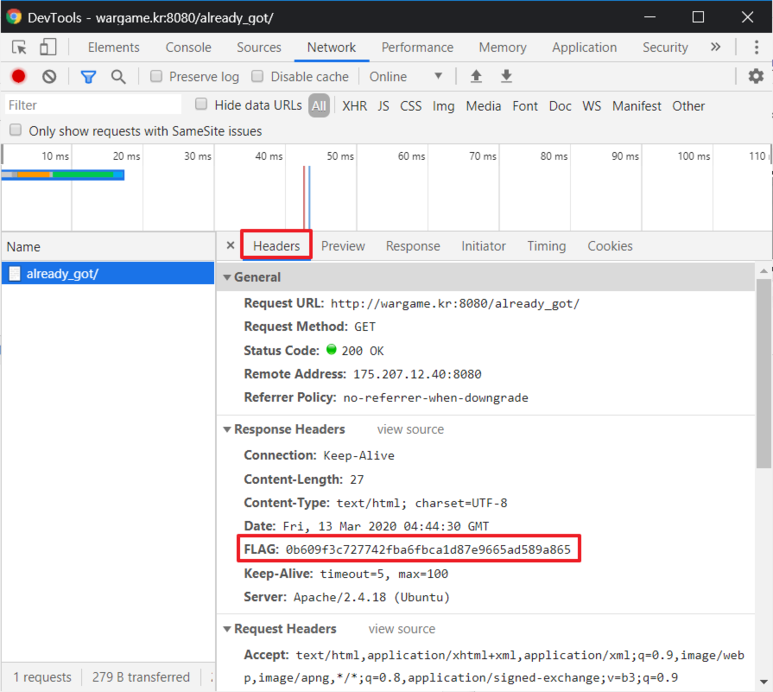 DevTools - wargame.kr:8080/already_got/
Elements Console Sources Network Performance Memory Application Security »
Preserve log Disable cache Online
Filter Hide data URLs All XHR JS CSS Img Media Font Doc WS Manifest Other
Only show requests with SameSite issues
10 ms 20 ms 30 ms 40 ms 50 ms 60 ms 70 ms 80 ms 90 ms 100 ms 110
Name
already_got/
× Headers Preview Response Initiator Timing Cookies
General
Request URL: http://wargame.kr:8080/already_got/
Request Method: GET
Status Code: 200 OK
Remote Address: 175.207.12.40:8080
Referrer Policy: no-referrer-when-downgrade
Response Headers view source
Connection: Keep-Alive
Content-Length: 27
Content-Type: text/html; charset=UTF-8
Date: Fri, 13 Mar 2020 04:44:30 GMT
FLAG: 0b609f3c727742fba6fbca1d87e9665ad589a865
Keep-Alive: timeout=5, max=100
Server: Apache/2.4.18 (Ubuntu)
Request Headers view source
Accept: text/html,application/xhtml+xml,application/xml;q=0.9,image/web
p,image/apng,*/*;q=0.8,application/signed-exchange;v=b3;q=0.9
1 requests 279 B transferred